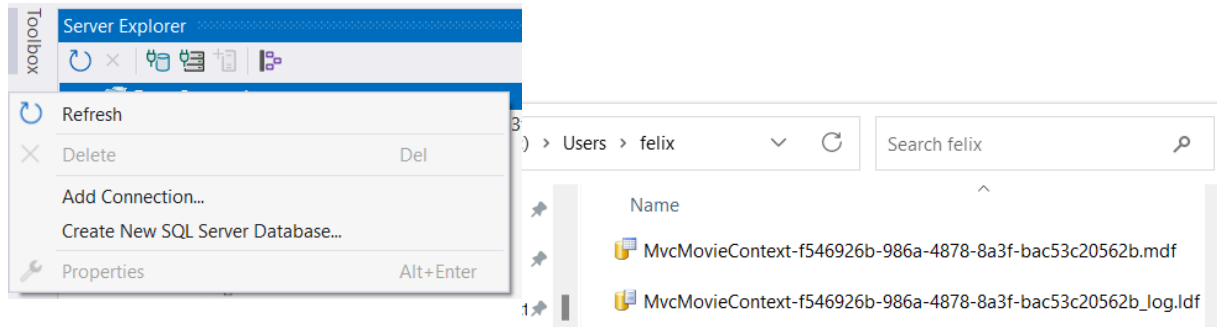 Toolbox
Server Explorer
Refresh
Delete Del
Add Connection...
Create New SQL Server Database...
Properties Alt+Enter
) > Users > felix
Search felix
Name
MvcMovieContext-f546926b-986a-4878-8a3f-bac53c20562b.mdf
MvcMovieContext-f546926b-986a-4878-8a3f-bac53c20562b_log.ldf